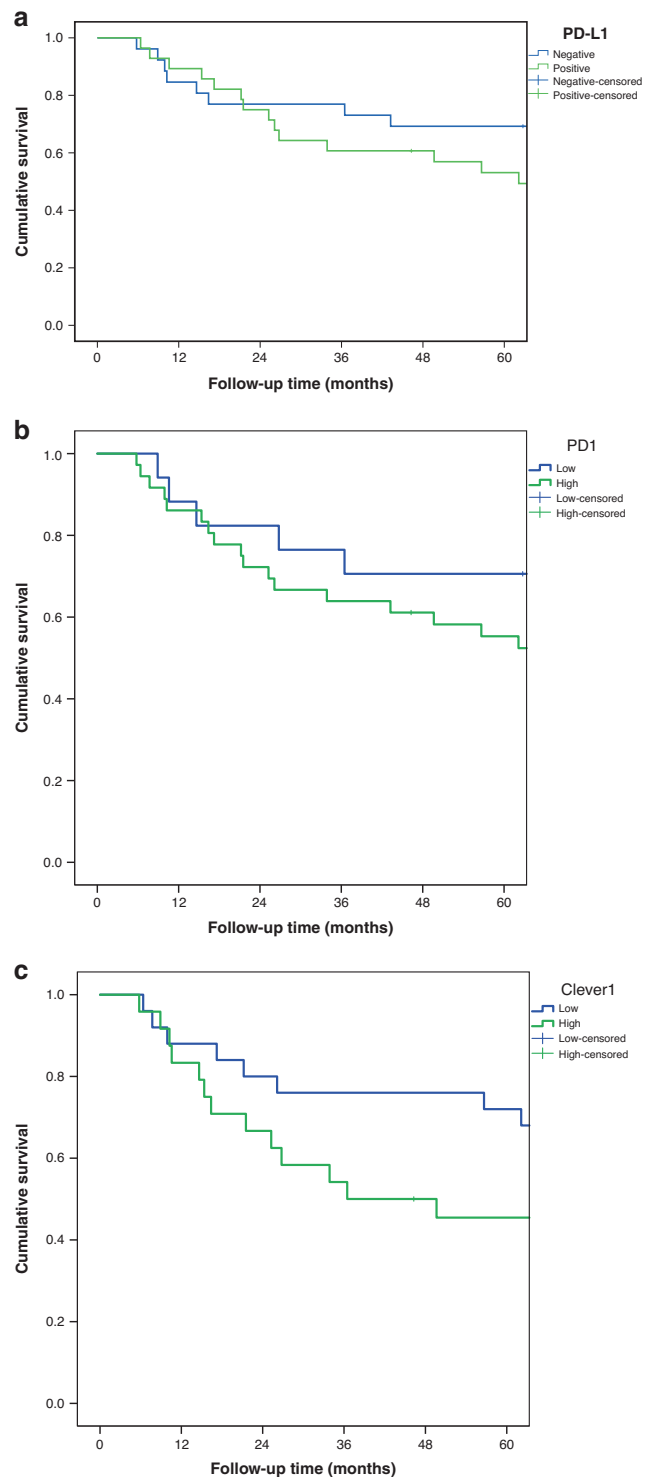 a
PD-L1
Negative
Positive
Negative-censored
Positive-censored
1.0
0.8
0.6
0.4
0.2
0.0
Cumulative survival
0 12 24 36 48 60
Follow-up time (months)
b
PD1
Low
High
Low-censored
High-censored
1.0
0.8
0.6
0.4
0.2
0.0
Cumulative survival
0 12 24 36 48 60
Follow-up time (months)
c
Clever1
Low
High
Low-censored
High-censored
1.0
0.8
0.6
0.4
0.2
0.0
Cumulative survival
0 12 24 36 48 60
Follow-up time (months)